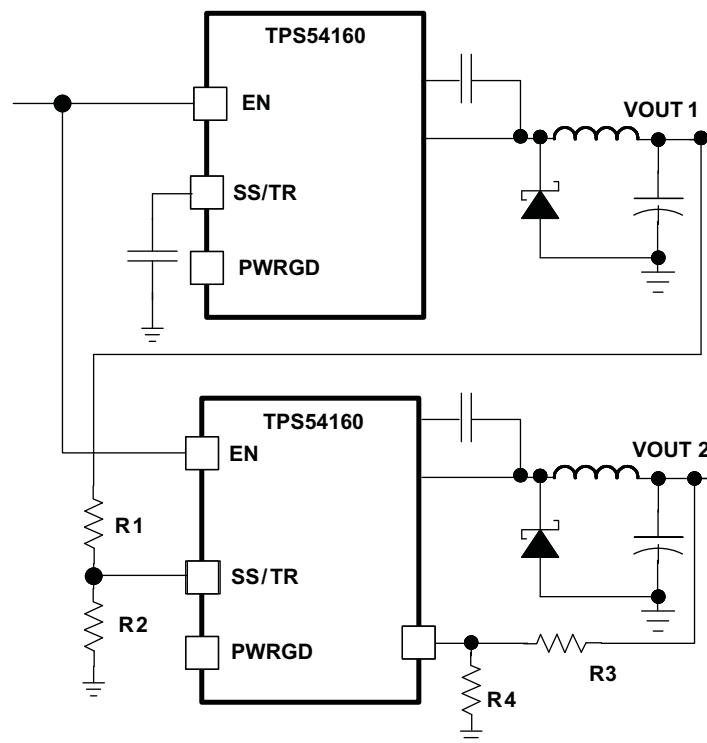 TPS54160
EN
VOUT 1
SS/TR
PWRGD
TPS54160
EN
VOUT 2
R1
SS/TR
R2
PWRGD
R3
R4